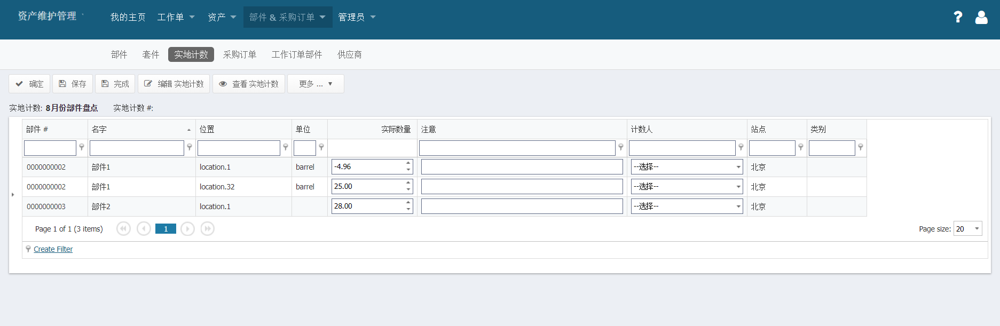 资产维护管理 我的主页 工作单 资产 部件 & 采购订单 管理员
部件 套件 实地计数 采购订单 工作订单部件 供应商
确定 保存 完成 编辑 实地计数 查看 实地计数 更多 ...
实地计数: 8月份部件盘点 实地计数 #:
部件 # 名字 位置 单位 实际数量 注意 计数人 站点 类别
0000000002 部件1 location.1 barrel -4.96 --选择-- 北京
0000000002 部件1 location.32 barrel 25.00 --选择-- 北京
0000000003 部件2 location.1 28.00 --选择-- 北京
Page 1 of 1 (3 items) 1 Page size: 20
Create Filter